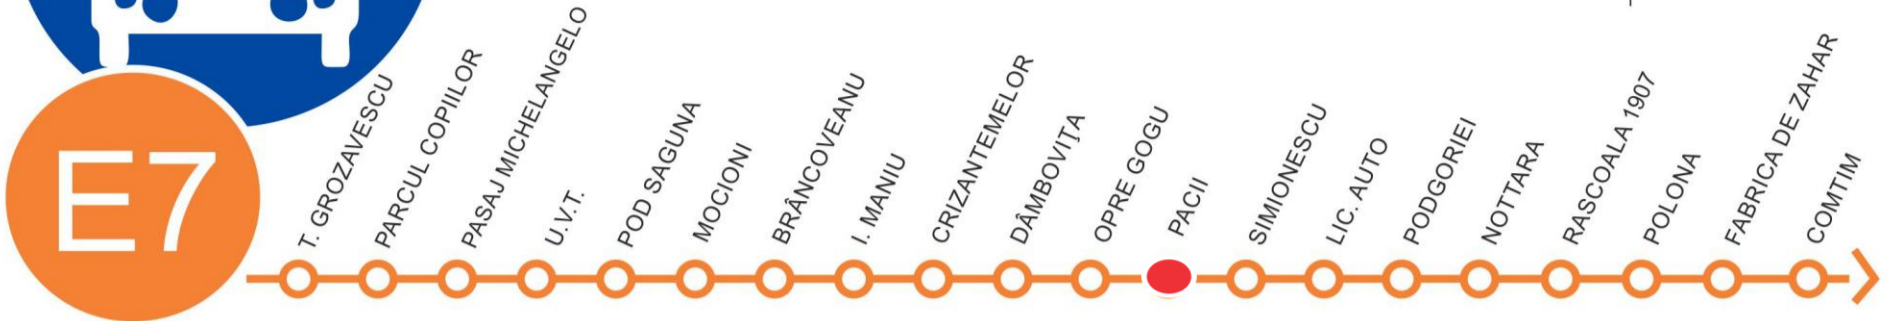 E7
T. GROZAVESCU
PARCUL COPIILOR
PASAJ MICHELANGELO
U.V.T.
POD SAGUNA
MOCIONI
BRÂNCOVEANU
I. MANIU
CRIZANTEMELOR
DÂMBOVIŢA
OPRE GOGU
PACII
SIMIONESCU
LIC. AUTO
PODGORIEI
NOTTARA
RASCOALA 1907
POLONA
FABRICA DE ZAHAR
COMTIM